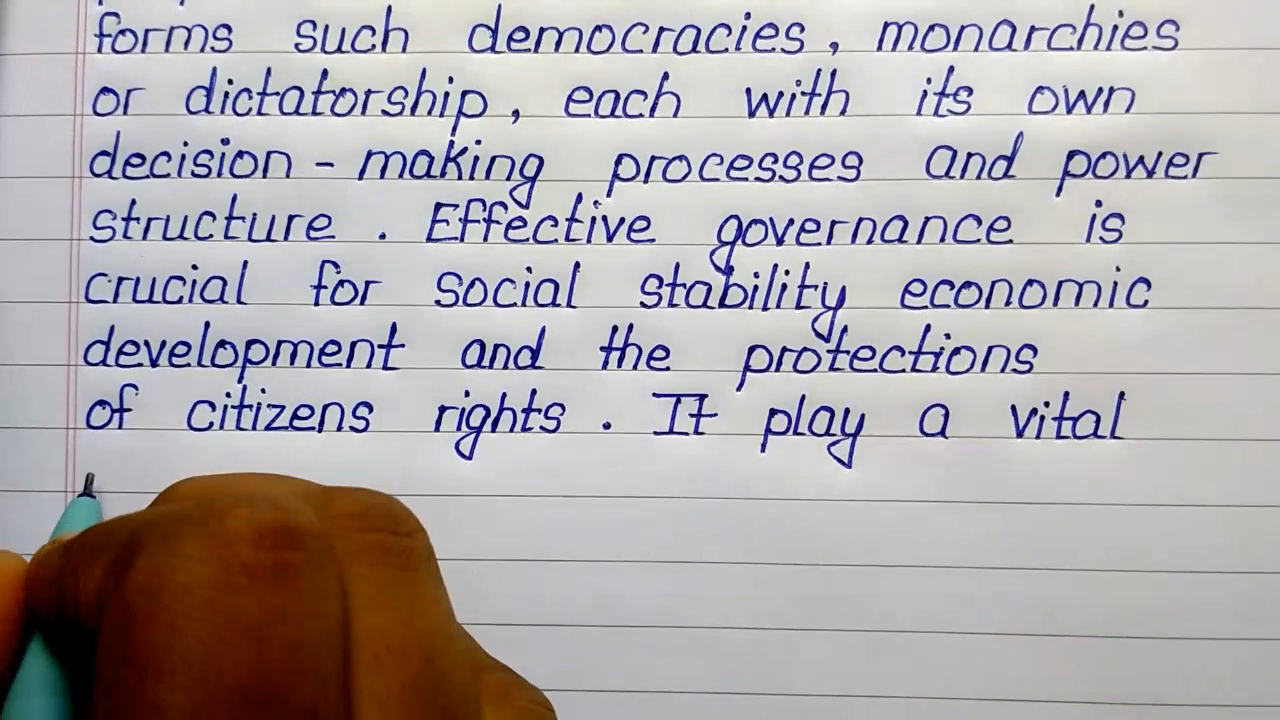 forms such democracies, monarchies
or dictatorship, each with its own
decision - making processes and power
structure. Effective governance is
crucial for social stability economic
development and the protections
of citizens rights. It play a vital